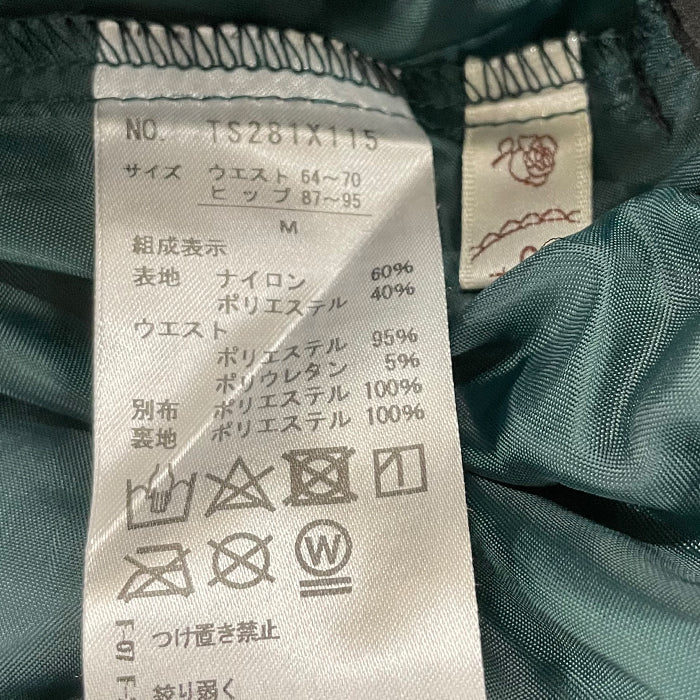 NO. TS281X115
サイズ ウエスト 64〜70
ヒップ 87〜95
M
組成表示
表地 ナイロン 60%
ポリエステル 40%
ウエスト
ポリエステル 95%
ポリウレタン 5%
別布 ポリエステル 100%
裏地 ポリエステル 100%
W
つけ置き禁止
絞り弱く